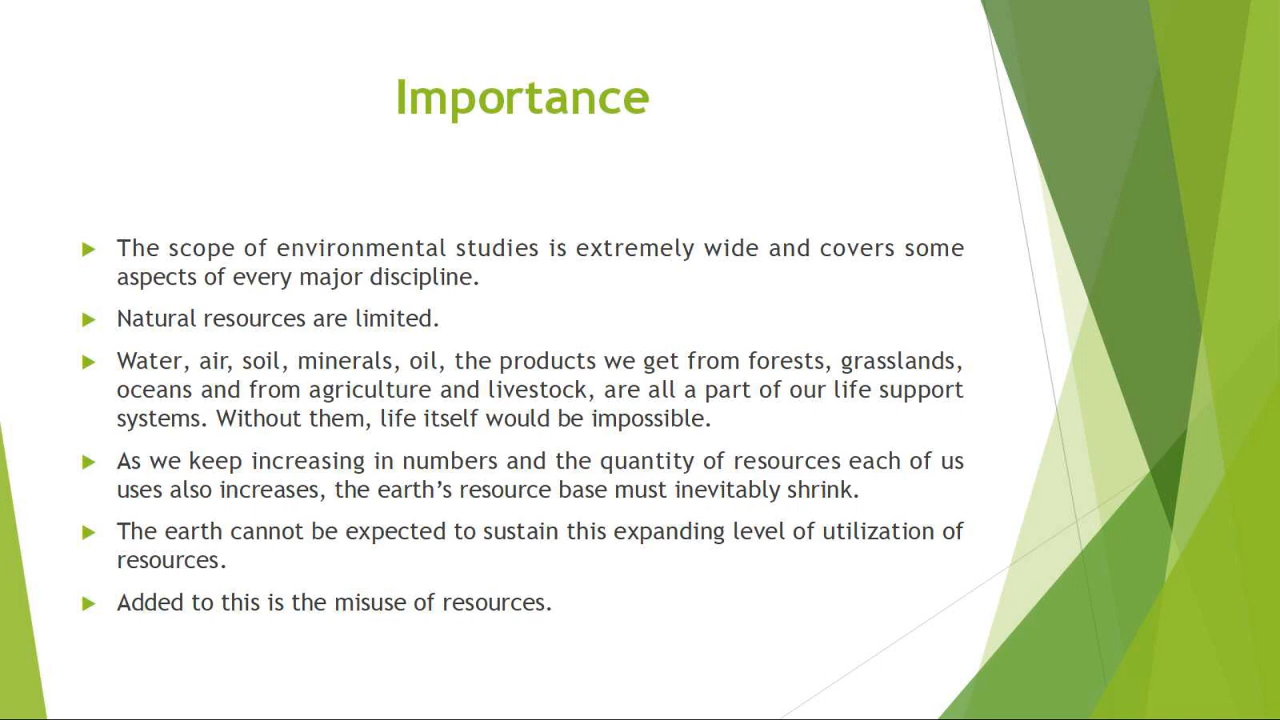 Importance
The scope of environmental studies is extremely wide and covers some
aspects of every major discipline.
Natural resources are limited.
Water, air, soil, minerals, oil, the products we get from forests, grasslands,
oceans and from agriculture and livestock, are all a part of our life support
systems. Without them, life itself would be impossible.
As we keep increasing in numbers and the quantity of resources each of us
uses also increases, the earth’s resource base must inevitably shrink.
The earth cannot be expected to sustain this expanding level of utilization of
resources.
Added to this is the misuse of resources.